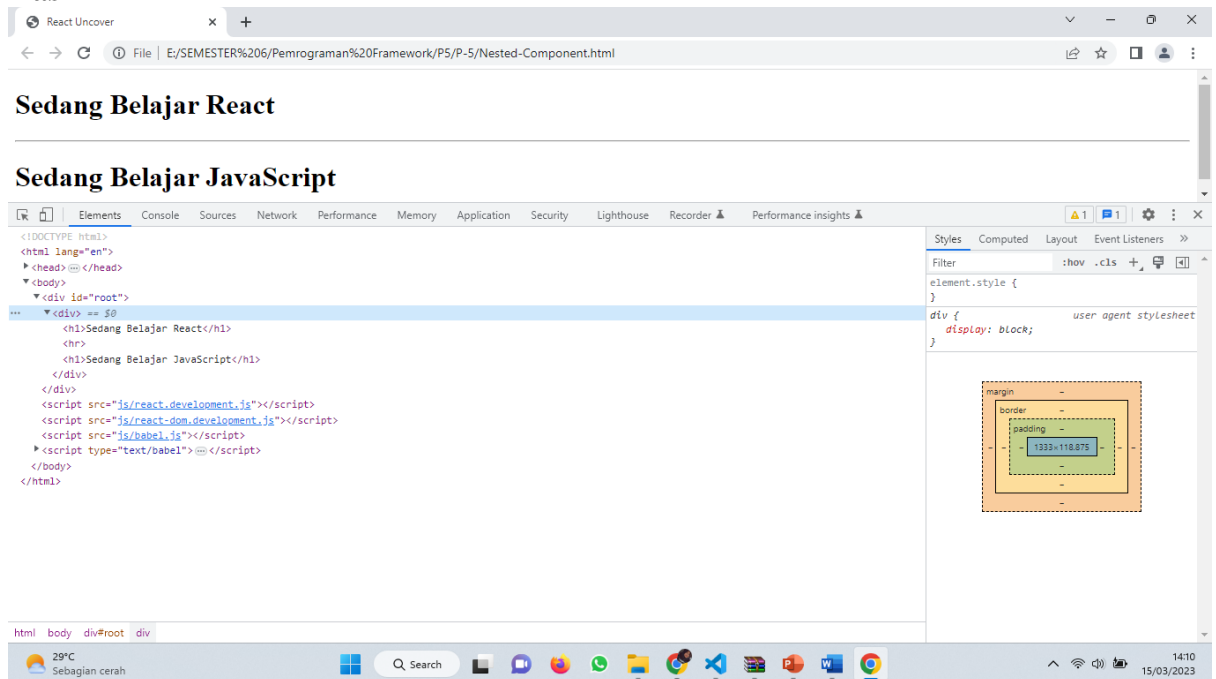 React Uncover
File | E:/SEMESTER%206/Pemrograman%20Framework/P5/P-5/Nested-Component.html
Sedang Belajar React
Sedang Belajar JavaScript
Elements Console Sources Network Performance Memory Application Security Lighthouse Recorder Performance insights 1 1
<!DOCTYPE html>
<html lang="en">
<head> ⋯ </head>
<body>
<div id="root">
⋯ <div> == $0
<h1>Sedang Belajar React</h1>
<hr>
<h1>Sedang Belajar JavaScript</h1>
</div>
</div>
<script src="js/react.development.js"></script>
<script src="js/react-dom.development.js"></script>
<script src="js/babel.js"></script>
<script type="text/babel"> ⋯ </script>
</body>
</html>
html body div#root div
Styles Computed Layout Event Listeners »
Filter :hov .cls +
element.style {
}
div { user agent stylesheet
display: block;
}
margin –
border –
padding –
– – – 1333×118.875 – – –
–
–
–
29°C
Sebagian cerah
Search
14:10
15/03/2023